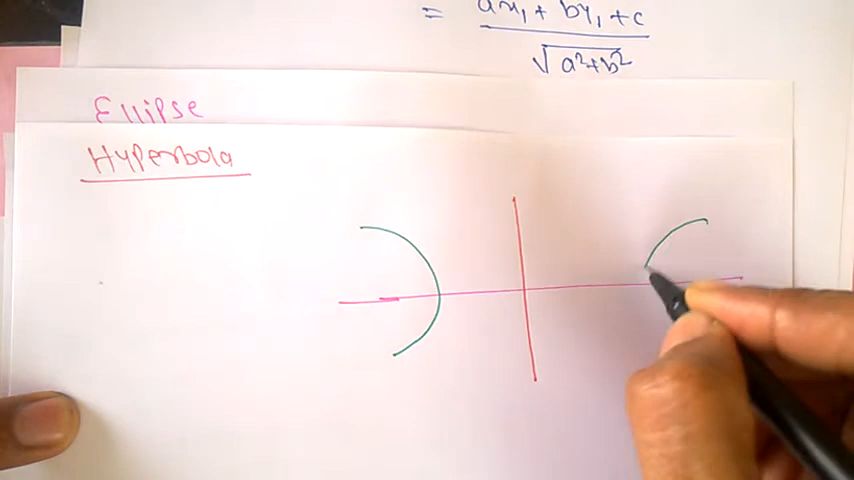 = ax₁ + by₁ + c
√a²+b²
Ellipse
Hyperbola